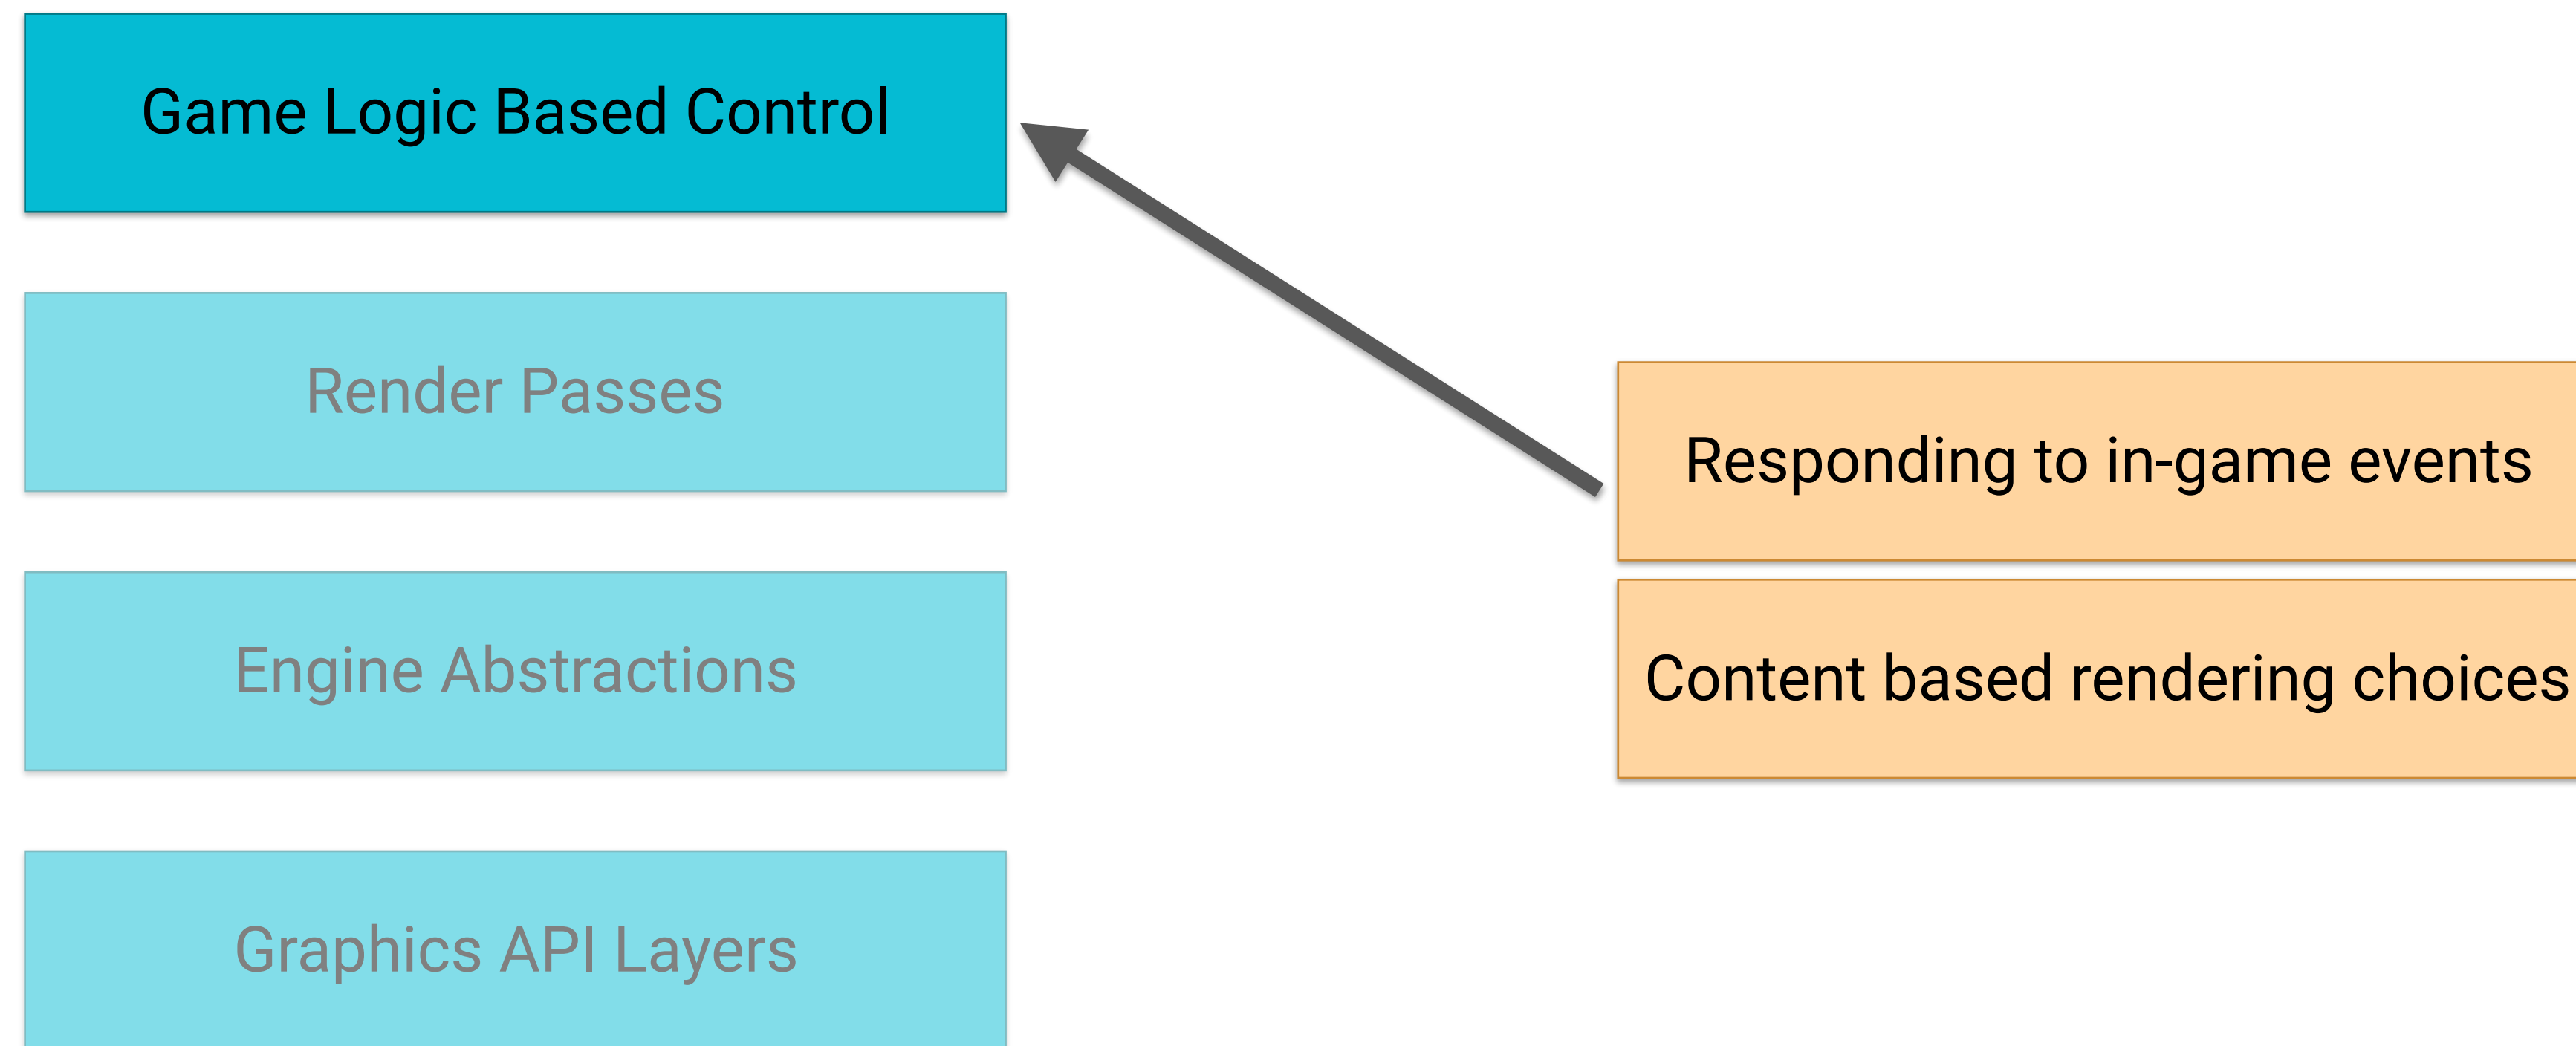 Game Logic Based Control
Render Passes
Engine Abstractions
Graphics API Layers
Responding to in-game events
Content based rendering choices